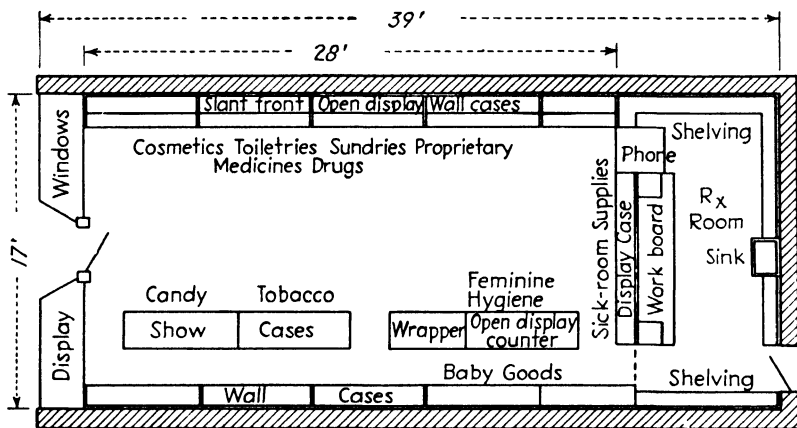 39'
28'
17'
Windows
Display
Slant front Open display Wall cases
Cosmetics Toiletries Sundries Proprietary
Medicines Drugs
Shelving
Phone
Rx
Room
Sink
Sick-room Supplies
Display Case
Work board
Candy
Tobacco
Show
Cases
Feminine
Hygiene
Wrapper
Open display
counter
Baby Goods
Shelving
Wall
Cases